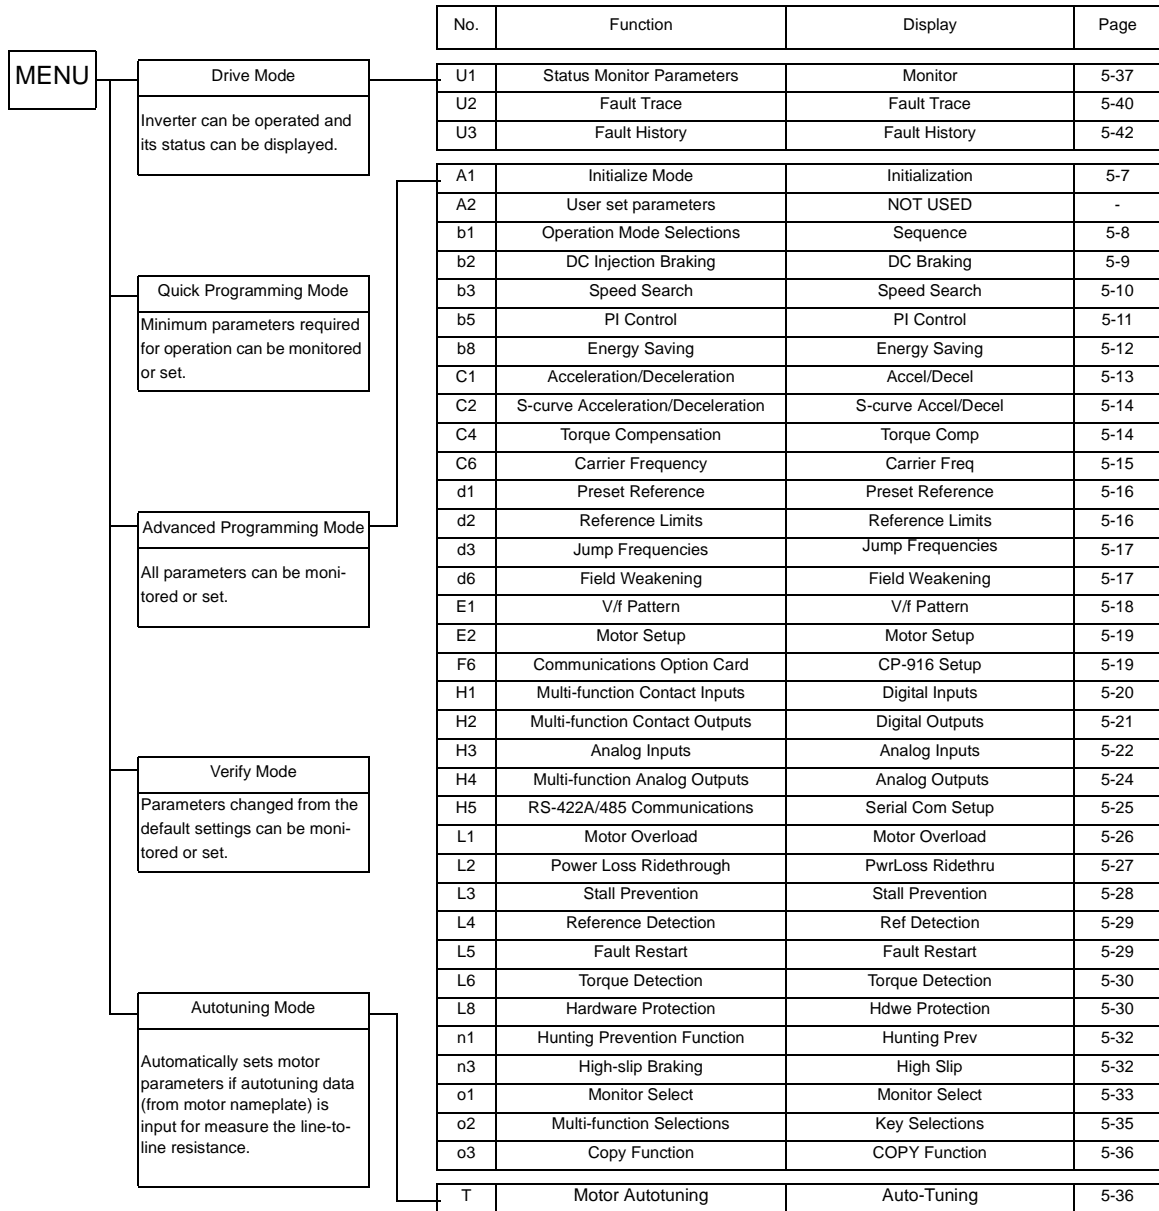 MENU
Drive Mode
Inverter can be operated and
its status can be displayed.
Quick Programming Mode
Minimum parameters required
for operation can be monitored
or set.
Advanced Programming Mode
All parameters can be moni-
tored or set.
Verify Mode
Parameters changed from the
default settings can be moni-
tored or set.
Autotuning Mode
Automatically sets motor
parameters if autotuning data
(from motor nameplate) is
input for measure the line-to-
line resistance.
No. Function Display Page
U1 Status Monitor Parameters Monitor 5-37
U2 Fault Trace Fault Trace 5-40
U3 Fault History Fault History 5-42
A1 Initialize Mode Initialization 5-7
A2 User set parameters NOT USED -
b1 Operation Mode Selections Sequence 5-8
b2 DC Injection Braking DC Braking 5-9
b3 Speed Search Speed Search 5-10
b5 PI Control PI Control 5-11
b8 Energy Saving Energy Saving 5-12
C1 Acceleration/Deceleration Accel/Decel 5-13
C2 S-curve Acceleration/Deceleration S-curve Accel/Decel 5-14
C4 Torque Compensation Torque Comp 5-14
C6 Carrier Frequency Carrier Freq 5-15
d1 Preset Reference Preset Reference 5-16
d2 Reference Limits Reference Limits 5-16
d3 Jump Frequencies Jump Frequencies 5-17
d6 Field Weakening Field Weakening 5-17
E1 V/f Pattern V/f Pattern 5-18
E2 Motor Setup Motor Setup 5-19
F6 Communications Option Card CP-916 Setup 5-19
H1 Multi-function Contact Inputs Digital Inputs 5-20
H2 Multi-function Contact Outputs Digital Outputs 5-21
H3 Analog Inputs Analog Inputs 5-22
H4 Multi-function Analog Outputs Analog Outputs 5-24
H5 RS-422A/485 Communications Serial Com Setup 5-25
L1 Motor Overload Motor Overload 5-26
L2 Power Loss Ridethrough PwrLoss Ridethru 5-27
L3 Stall Prevention Stall Prevention 5-28
L4 Reference Detection Ref Detection 5-29
L5 Fault Restart Fault Restart 5-29
L6 Torque Detection Torque Detection 5-30
L8 Hardware Protection Hdwe Protection 5-30
n1 Hunting Prevention Function Hunting Prev 5-32
n3 High-slip Braking High Slip 5-32
o1 Monitor Select Monitor Select 5-33
o2 Multi-function Selections Key Selections 5-35
o3 Copy Function COPY Function 5-36
T Motor Autotuning Auto-Tuning 5-36